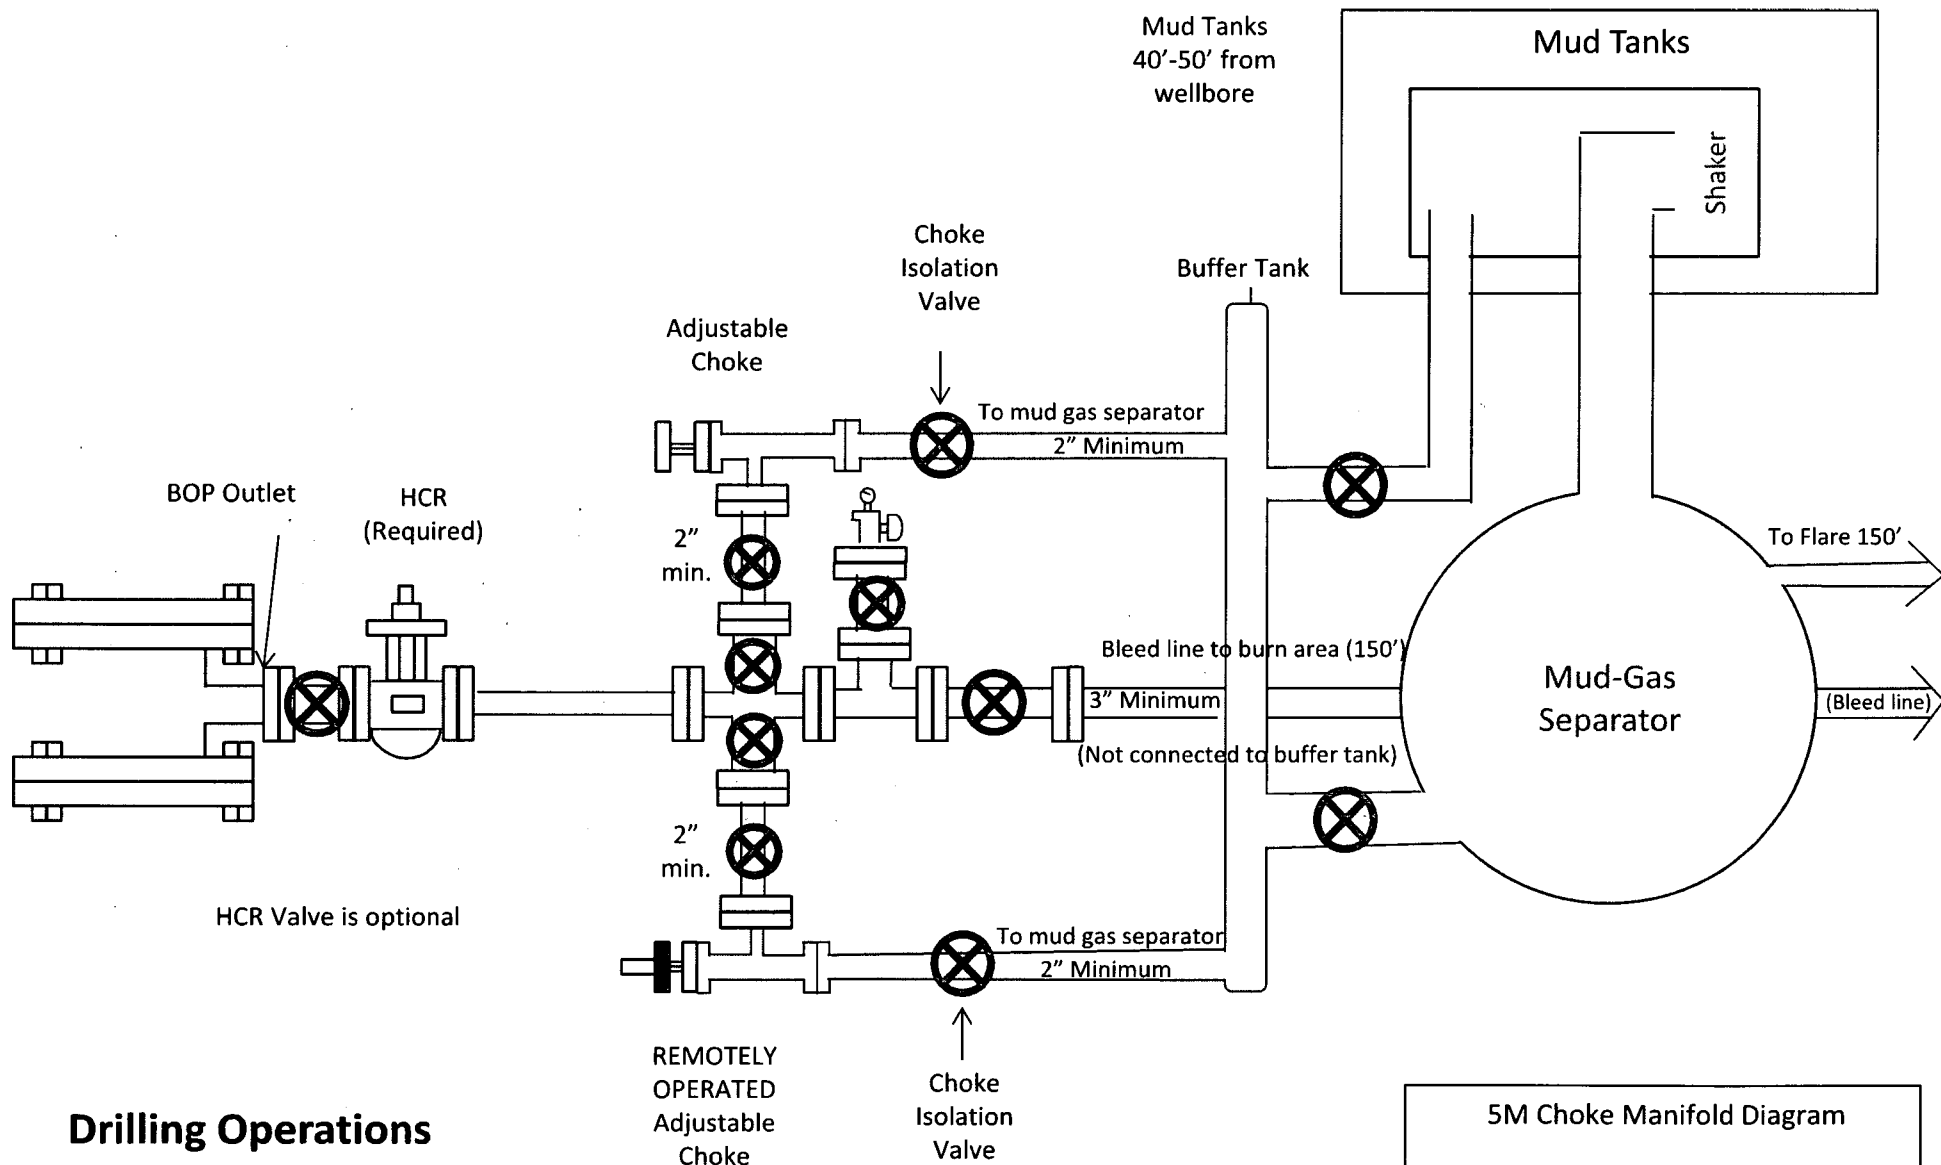 Mud Tanks
40’-50’ from
wellbore
Mud Tanks
Shaker
Choke
Isolation
Valve
Buffer Tank
Adjustable
Choke
To mud gas separator
2” Minimum
BOP Outlet
HCR
(Required)
2”
min.
To Flare 150’
Bleed line to burn area (150’)
3” Minimum
(Not connected to buffer tank)
Mud-Gas
Separator
(Bleed line)
2”
min.
HCR Valve is optional
To mud gas separator
2” Minimum
REMOTELY
OPERATED
Adjustable
Choke
Choke
Isolation
Valve
Drilling Operations
5M Choke Manifold Diagram